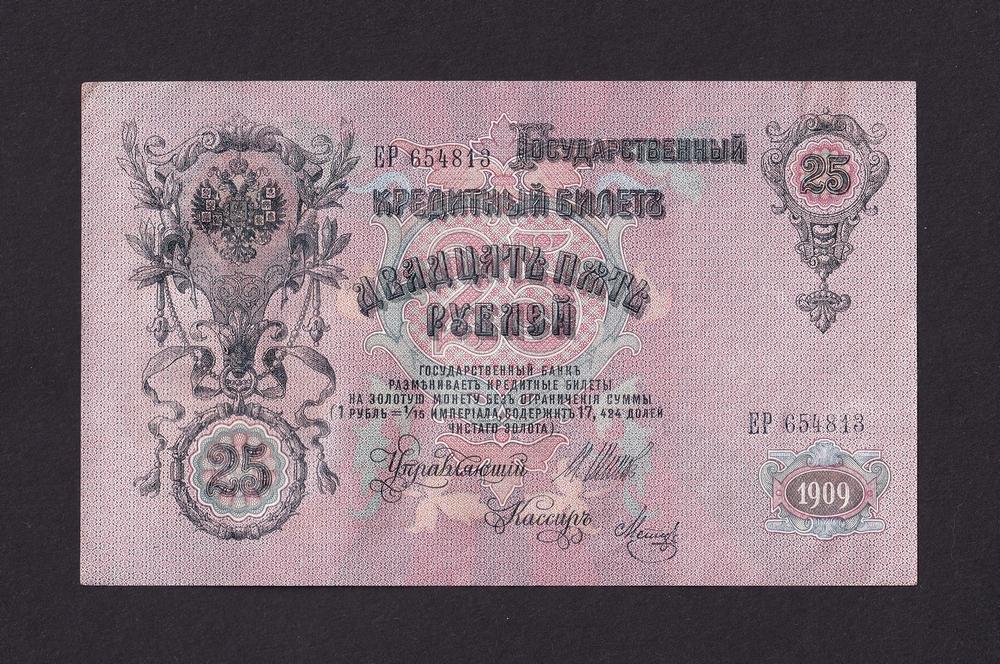 ЕР 654813 Государственный
25
КРЕДИТНЫЙ БИЛЕТЪ
ДВАДЦАТЬ ПЯТЬ
РУБЛЕЙ
25
ГОСУДАРСТВЕННЫЙ БАНКЪ
РАЗМѢНИВАЕТЪ КРЕДИТНЫЕ БИЛЕТЫ
НА ЗОЛОТУЮ МОНЕТУ БЕЗЪ ОГРАНИЧЕНІЯ СУММЫ
(1 РУБЛЬ = 1/15 ИМПЕРІАЛА, СОДЕРЖИТЪ 17,424 ДОЛЕЙ
ЧИСТАГО ЗОЛОТА)
ЕР 654813
25
Управляющій
1909
Кассиръ